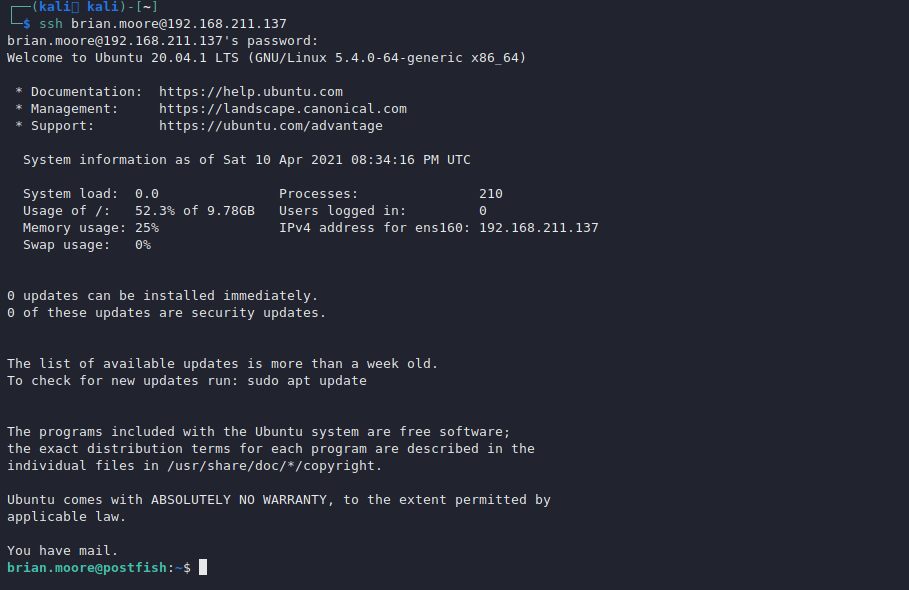 ┌──(kali㉿kali)-[~]
└─$ ssh brian.moore@192.168.211.137
brian.moore@192.168.211.137's password:
Welcome to Ubuntu 20.04.1 LTS (GNU/Linux 5.4.0-64-generic x86_64)
* Documentation: https://help.ubuntu.com
* Management: https://landscape.canonical.com
* Support: https://ubuntu.com/advantage
System information as of Sat 10 Apr 2021 08:34:16 PM UTC
System load: 0.0 Processes: 210
Usage of /: 52.3% of 9.78GB Users logged in: 0
Memory usage: 25% IPv4 address for ens160: 192.168.211.137
Swap usage: 0%
0 updates can be installed immediately.
0 of these updates are security updates.
The list of available updates is more than a week old.
To check for new updates run: sudo apt update
The programs included with the Ubuntu system are free software;
the exact distribution terms for each program are described in the
individual files in /usr/share/doc/*/copyright.
Ubuntu comes with ABSOLUTELY NO WARRANTY, to the extent permitted by
applicable law.
You have mail.
brian.moore@postfish:~$